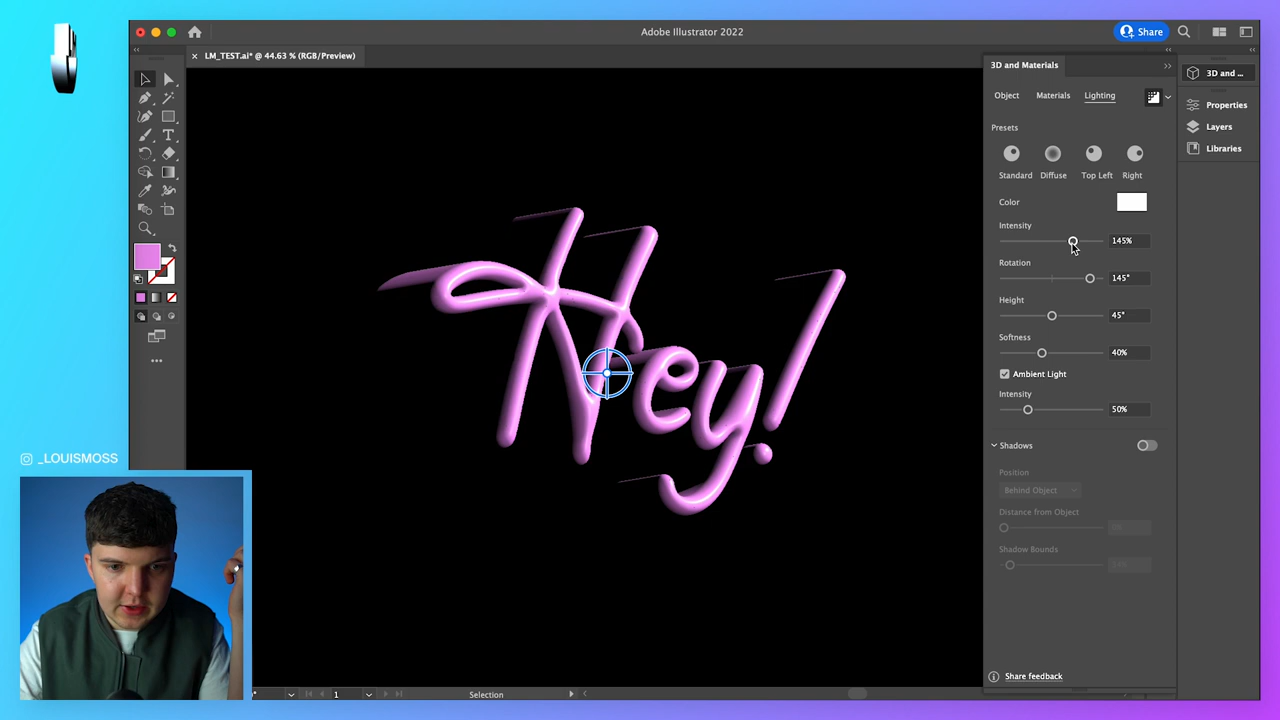 Adobe Illustrator 2022
Share
× LM_TEST.ai* @ 44.63 % (RGB/Preview)
3D and Materials
3D and ...
Object Materials Lighting
Properties
Layers
Libraries
Presets
Standard Diffuse Top Left Right
Color
Intensity
145%
Rotation
145°
Height
45°
Softness
40%
Ambient Light
Intensity
50%
Shadows
Position
Behind Object
Distance from Object
Shadow Bounds
Hey!
_LOUISMOSS
1
Selection
Share feedback